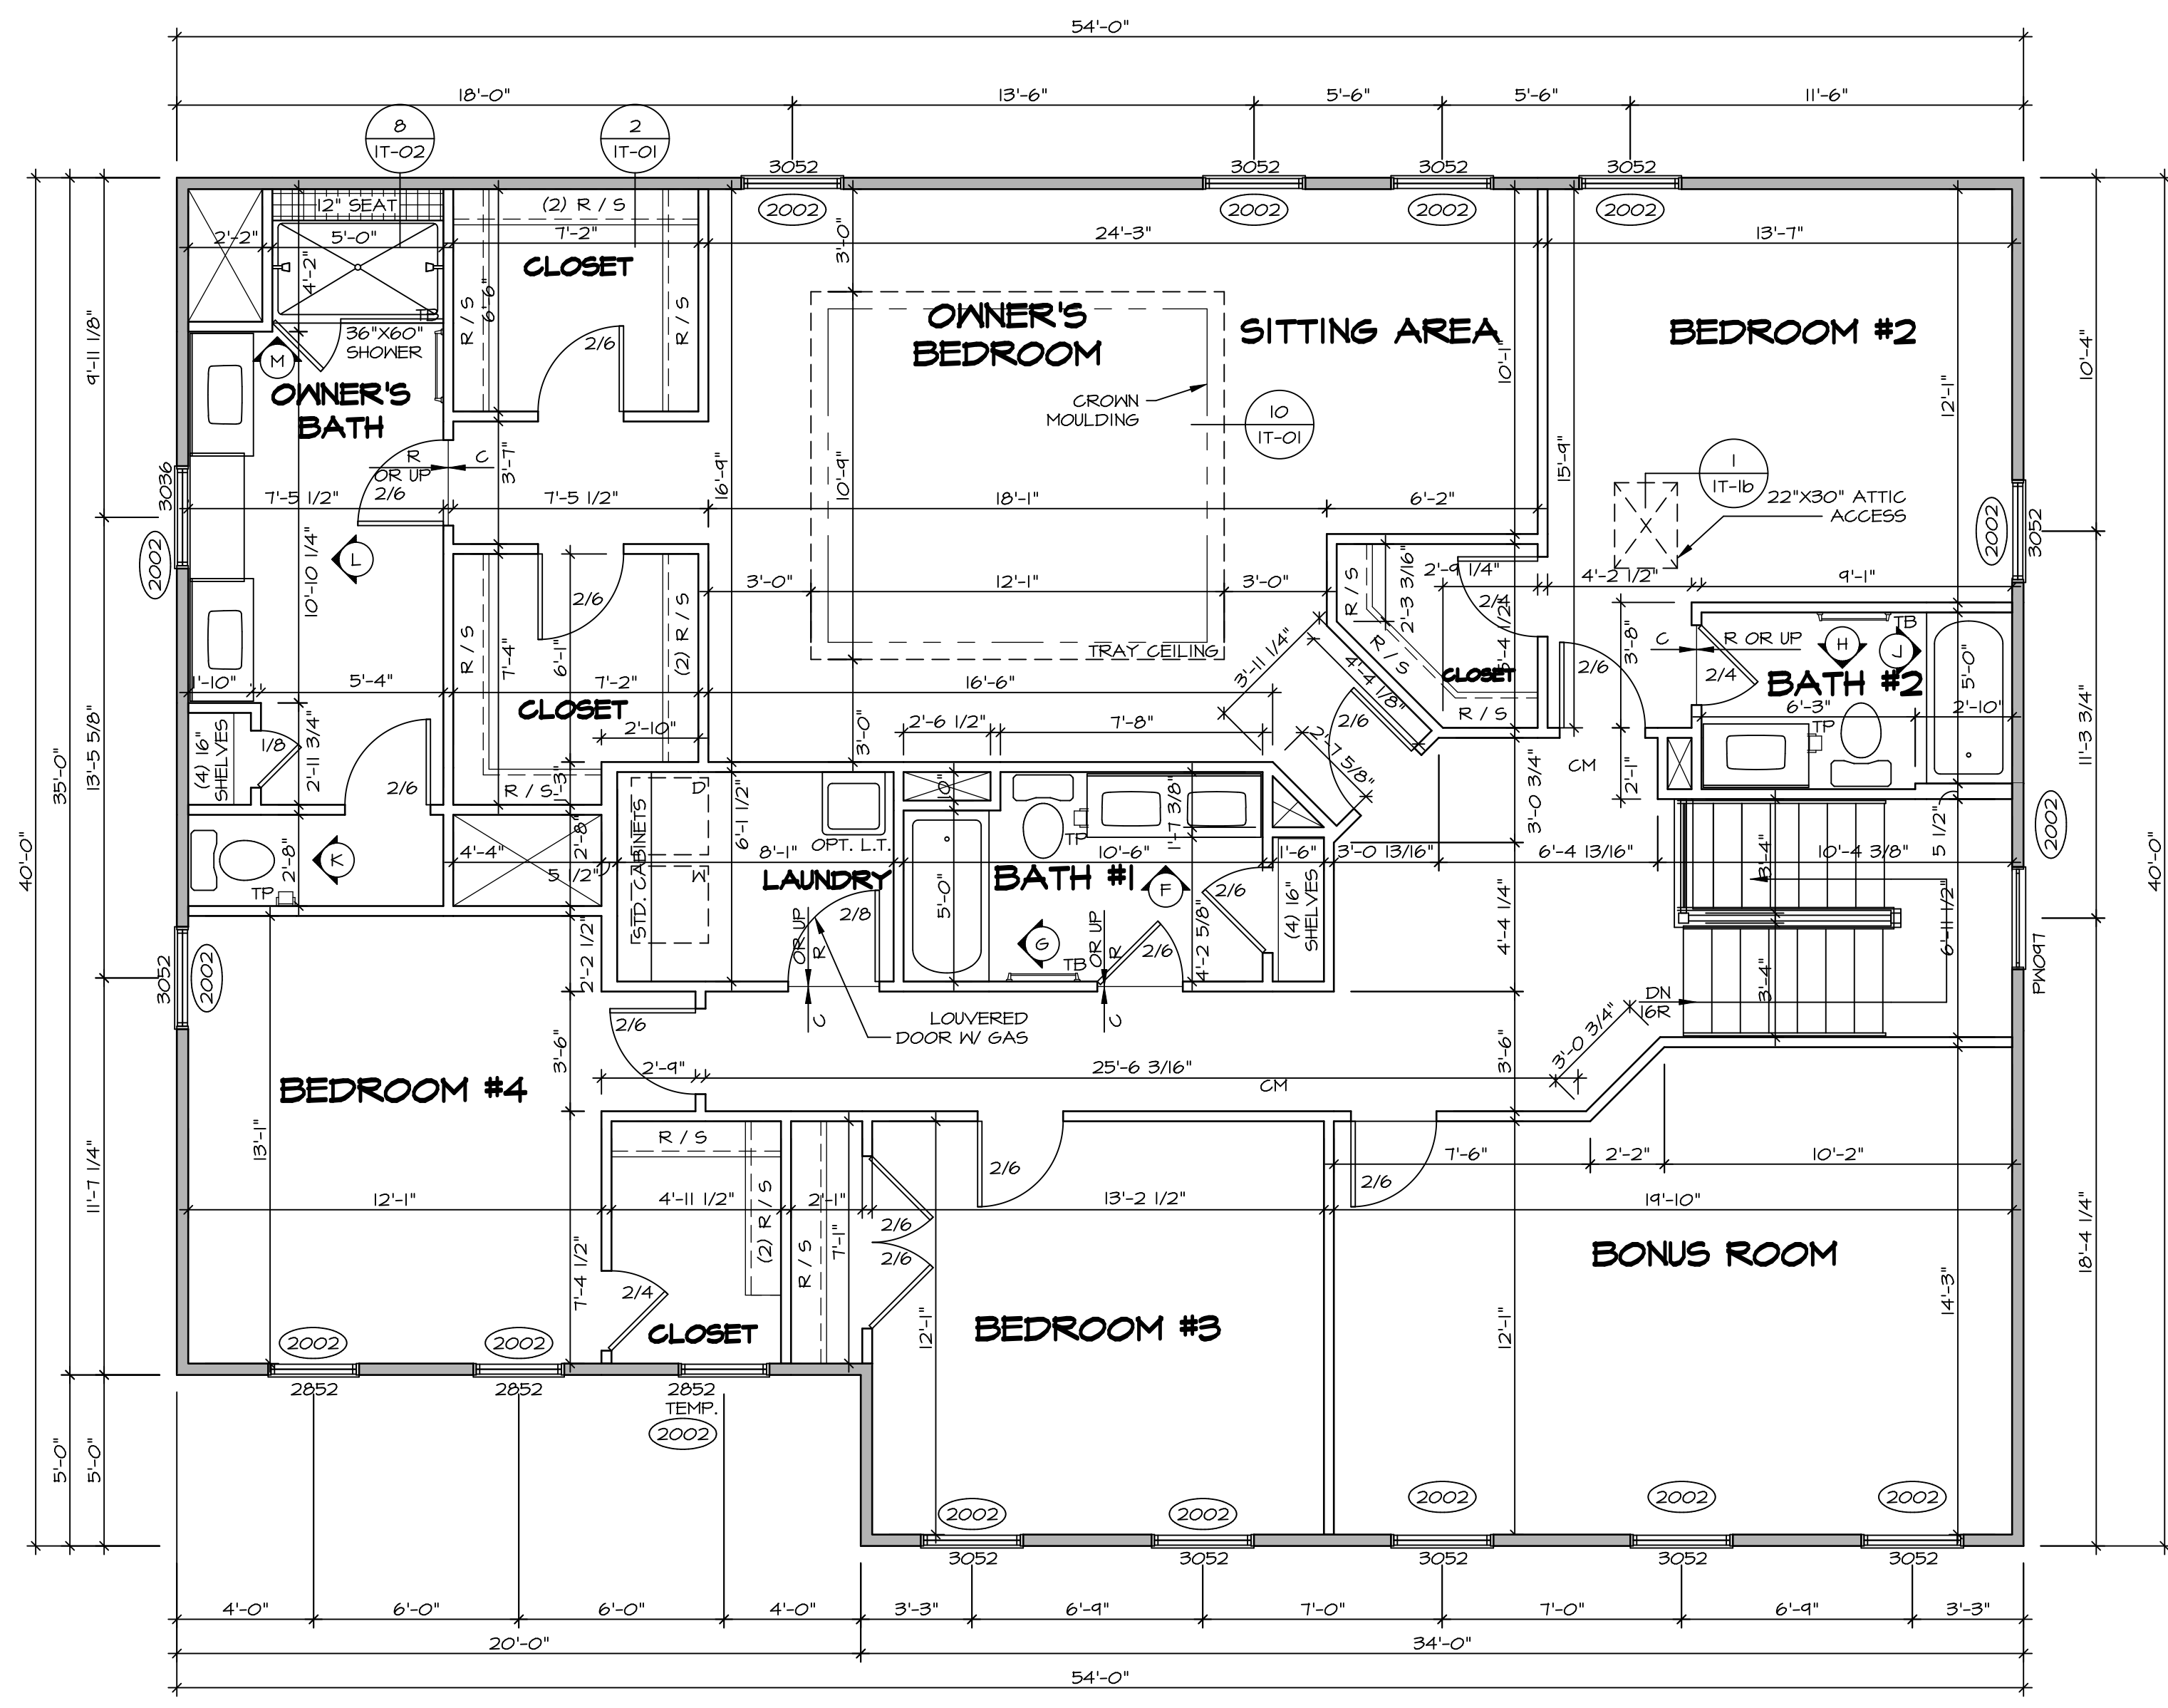 54'-0"
18'-0" 13'-6" 5'-6" 5'-6" 11'-6"
8
1T-02
2
1T-01
3052 3052 3052 3052
2002 2002 2002 2002
12" SEAT
(2) R / S
2'-2" 5'-0" 7'-2" 24'-3" 13'-7"
3'-0"
4'-2"
CLOSET
6'-6"
R / S
R / S
TB
36"X60"
SHOWER
2/6
M
OWNER'S
BATH
OWNER'S
BEDROOM
SITTING AREA
BEDROOM #2
10'-1"
12'-1"
10'-4"
9'-11 1/8"
CROWN
MOULDING
10
1T-01
R
OR UP
C
2/6
3'-7"
16'-9"
10'-9"
15'-9"
1
1T-1b
22"X30" ATTIC
ACCESS
3036
2002
2002
3052
7'-5 1/2" 7'-5 1/2" 18'-1" 6'-2"
L
10'-10 1/4"
3'-0" 12'-1" 3'-0"
2'-9 1/4" 4'-2 1/2" 9'-1"
2'-3 3/16"
R / S
2/4
5'-4 1/2"
R / S
CLOSET
R / S
2/6
R / S
7'-4"
6'-1"
(2) R / S
TRAY CEILING
3'-11 1/4"
4'-4 1/8"
2/6
2'-7 5/8"
2/6
3'-8"
C
R OR UP
H
J
TB
2/4
BATH #2
5'-0"
6'-3" 2'-10"
TP
1'-10" 5'-4" 7'-2" 16'-6"
CLOSET
2'-10"
2'-6 1/2" 7'-8"
3'-0"
(4) 16"
SHELVES
1/8
2'-11 3/4"
2/6
R / S
1'-3"
CM
2'-1"
3'-0 3/4"
11'-3 3/4"
13'-5 5/8"
35'-0"
40'-0"
40'-0"
D
W
STD. CABINETS
6'-1 1/2"
OPT. L.T.
10"
TP
1'-7 3/8"
2'-8"
2'-8"
K
TP
4'-4" 5 1/2" 8'-1" 10'-6" 1'-6" 3'-0 13/16" 6'-4 13/16" 10'-4 3/8"
LAUNDRY
BATH #1
F
2/6
2/8
5'-0"
G
TB
OR UP
R
C
OR UP
R
C
2/6
4'-2 5/8"
(4) 16"
SHELVES
4'-4 1/4"
3'-4"
3'-4"
5 1/2"
6'-11 1/2"
2002
PW097
DN
16R
3'-0 3/4"
3052
2002
2'-2 1/2"
2/6
3'-6"
LOUVERED
DOOR W/ GAS
2'-9" 25'-6 3/16"
CM
3'-6"
BEDROOM #4
13'-1"
R / S
2/6
2/6
7'-6" 2'-2" 10'-2"
12'-1" 4'-11 1/2" 2'-1" 13'-2 1/2" 19'-10"
(2) R / S
R / S
7'-1"
2/6
2/6
7'-4 1/2"
2/4
CLOSET
BEDROOM #3
12'-1"
BONUS ROOM
12'-1"
14'-3"
18'-4 1/4"
11'-7 1/4"
2002 2002
2852 2852 2852
TEMP.
2002
5'-0"
5'-0"
2002 2002 2002 2002 2002
3052 3052 3052 3052 3052
4'-0" 6'-0" 6'-0" 4'-0" 3'-3" 6'-9" 7'-0" 7'-0" 6'-9" 3'-3"
20'-0" 34'-0"
54'-0"